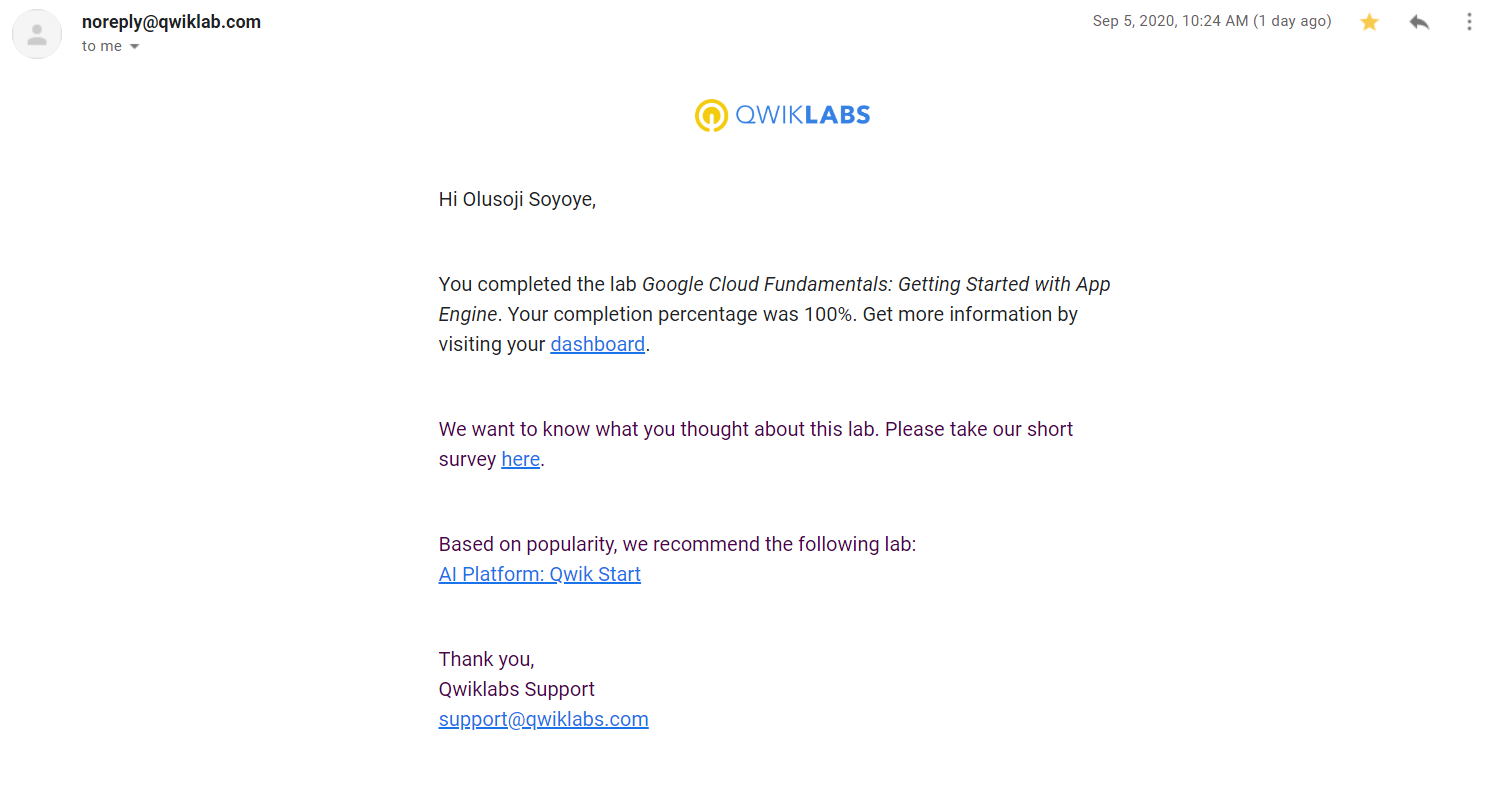 noreply@qwiklab.com
Sep 5, 2020, 10:24 AM (1 day ago)
to me
QWIKLABS
Hi Olusoji Soyoye,
You completed the lab Google Cloud Fundamentals: Getting Started with App
Engine. Your completion percentage was 100%. Get more information by
visiting your dashboard.
We want to know what you thought about this lab. Please take our short
survey here.
Based on popularity, we recommend the following lab:
AI Platform: Qwik Start
Thank you,
Qwiklabs Support
support@qwiklabs.com